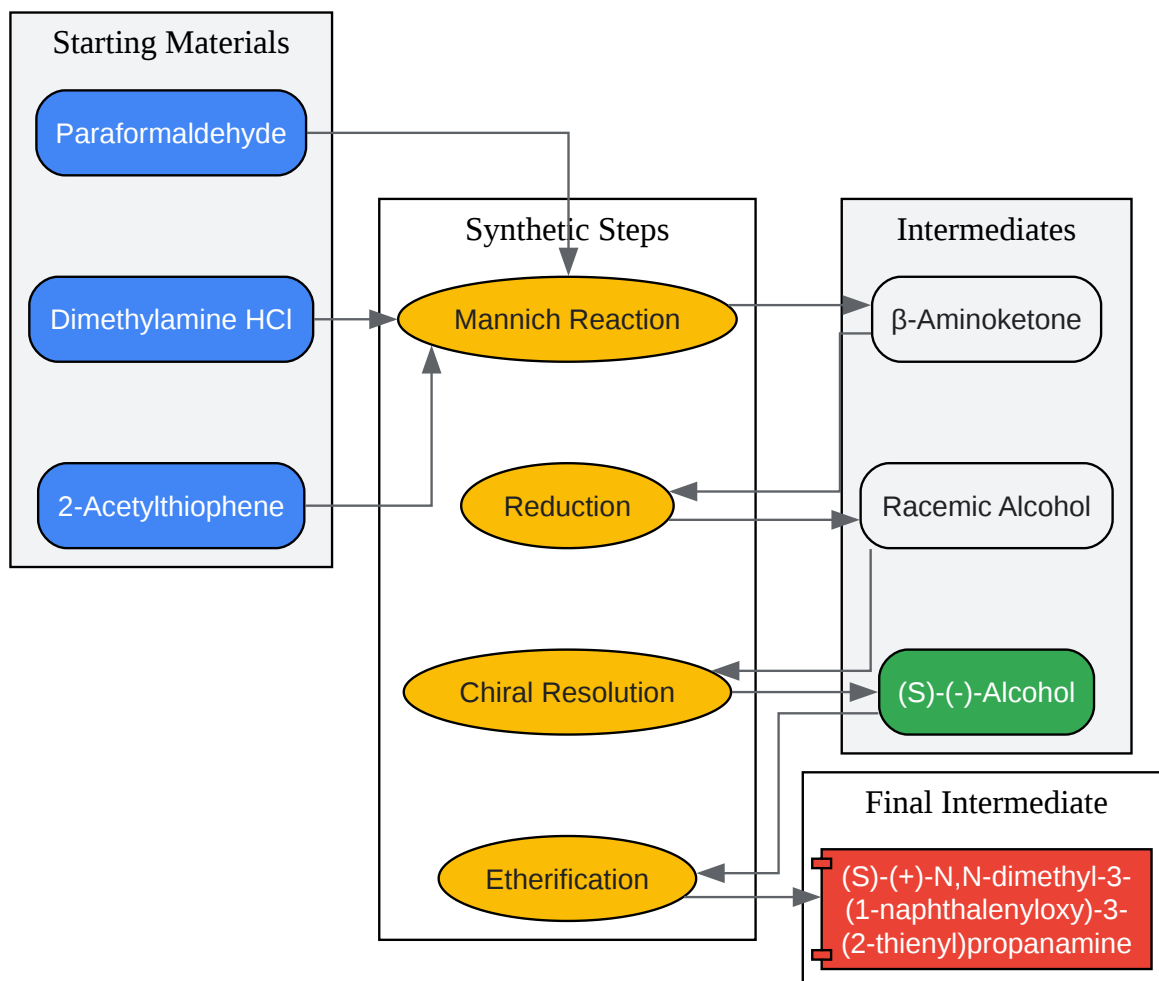 Starting Materials
Paraformaldehyde
Dimethylamine HCl
2-Acetylthiophene
Synthetic Steps
Mannich Reaction
Reduction
Chiral Resolution
Etherification
Intermediates
β-Aminoketone
Racemic Alcohol
(S)-(-)-Alcohol
Final Intermediate
(S)-(+)-N,N-dimethyl-3-
(1-naphthalenyloxy)-3-
(2-thienyl)propanamine